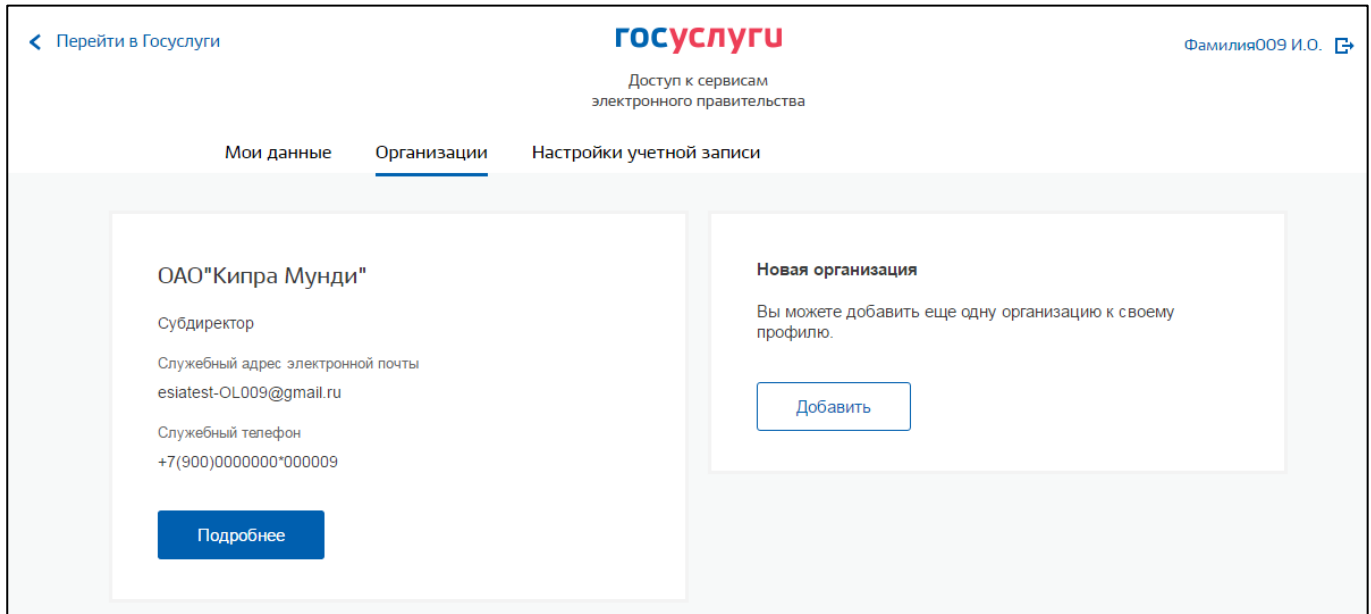 Перейти в Госуслуги
госуслуги
Фамилия009 И.О.
Доступ к сервисам
электронного правительства
Мои данные Организации Настройки учетной записи
ОАО"Кипра Мунди"
Субдиректор
Служебный адрес электронной почты
esiatest-OL009@gmail.ru
Служебный телефон
+7(900)0000000*000009
Подробнее
Новая организация
Вы можете добавить еще одну организацию к своему
профилю.
Добавить